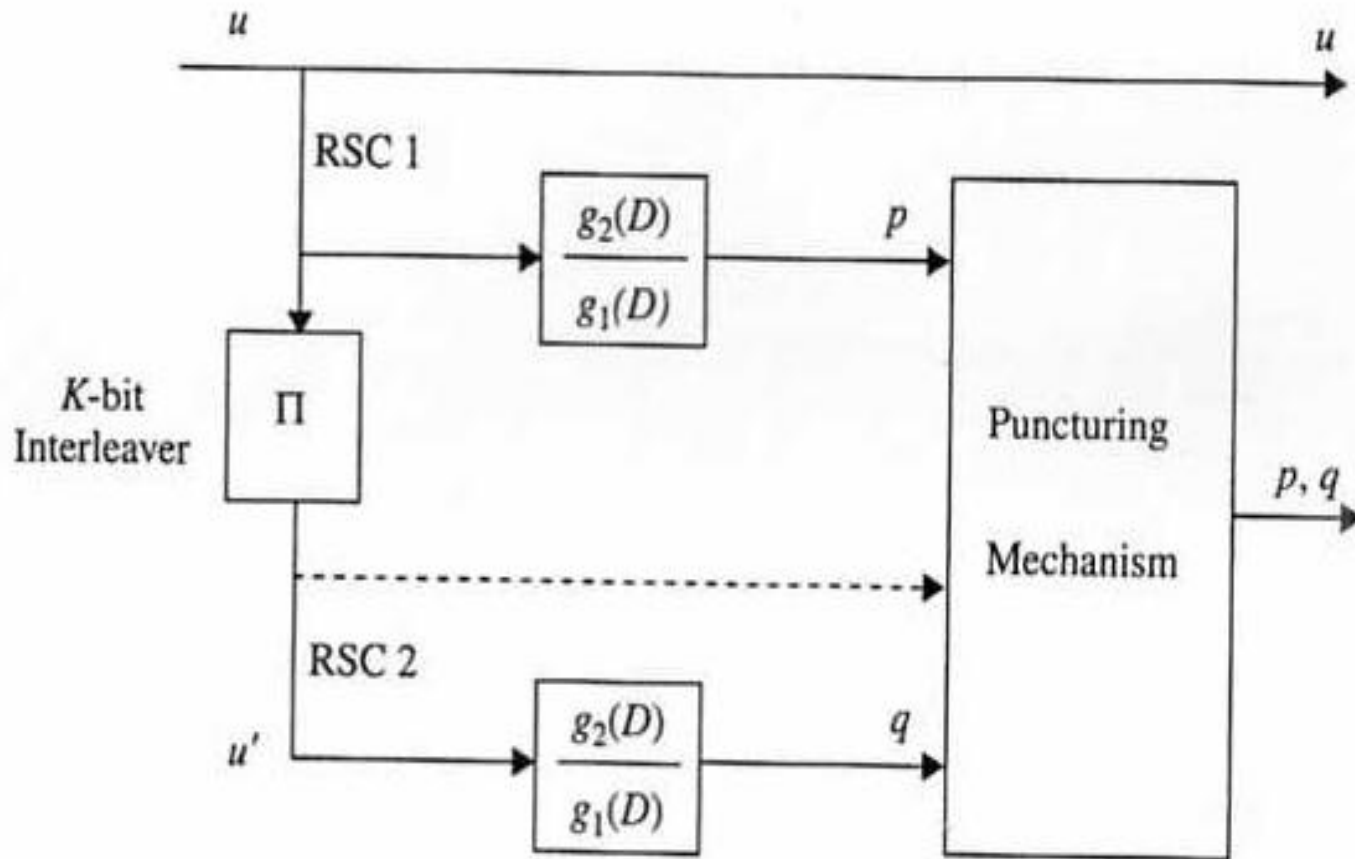 u
u
RSC 1
g₂(D)
g₁(D)
p
K-bit
Interleaver
Π
Puncturing
Mechanism
p, q
RSC 2
u'
g₂(D)
g₁(D)
q